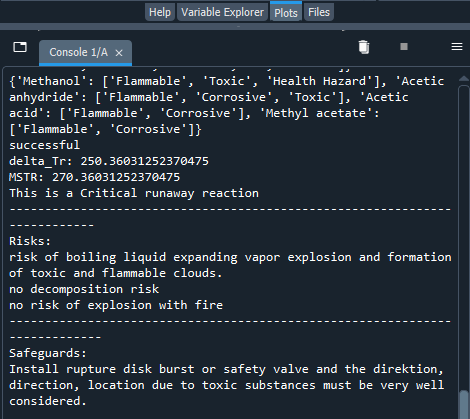 Help Variable Explorer Plots Files
Console 1/A ×
{'Methanol': ['Flammable', 'Toxic', 'Health Hazard'], 'Acetic
anhydride': ['Flammable', 'Corrosive', 'Toxic'], 'Acetic
acid': ['Flammable', 'Corrosive'], 'Methyl acetate':
['Flammable', 'Corrosive']}
successful
delta_Tr: 250.36031252370475
MSTR: 270.36031252370475
This is a Critical runaway reaction
------------------------------------------------------------
------------
Risks:
risk of boiling liquid expanding vapor explosion and formation
of toxic and flammable clouds.
no decomposition risk
no risk of explosion with fire
------------------------------------------------------------
-------------
Safeguards:
Install rupture disk burst or safety valve and the direktion,
direction, location due to toxic substances must be very well
considered.